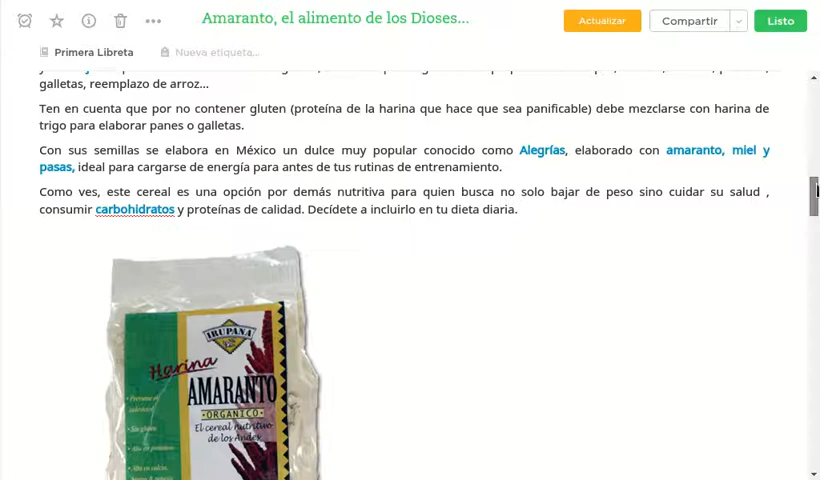 Amaranto, el alimento de los Dioses...
Actualizar
Compartir
Listo
Primera Libreta
Nueva etiqueta...
galletas, reemplazo de arroz...
Ten en cuenta que por no contener gluten (proteína de la harina que hace que sea panificable) debe mezclarse con harina de
trigo para elaborar panes o galletas.
Con sus semillas se elabora en México un dulce muy popular conocido como Alegrías, elaborado con amaranto, miel y
pasas, ideal para cargarse de energía para antes de tus rutinas de entrenamiento.
Como ves, este cereal es una opción por demás nutritiva para quien busca no solo bajar de peso sino cuidar su salud ,
consumir carbohidratos y proteínas de calidad. Decídete a incluirlo en tu dieta diaria.
IRUPANA
Harina
AMARANTO
ORGANICO
El cereal nutritivo
de los Andes
Sin gluten